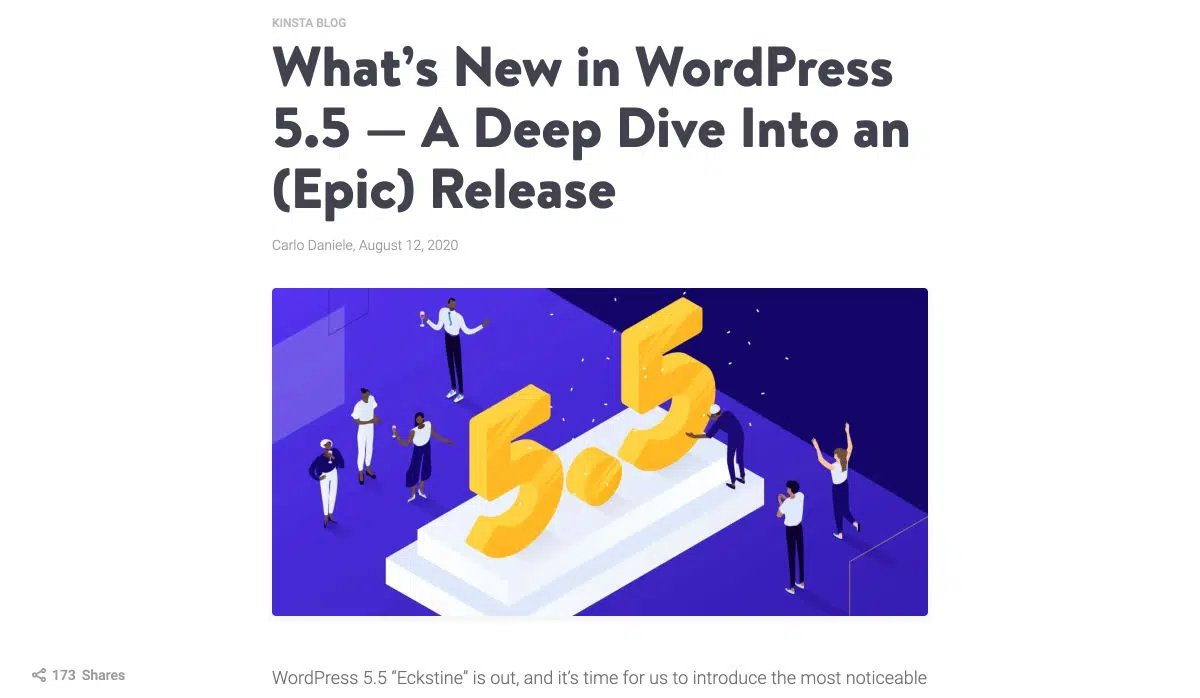 KINSTA BLOG
What’s New in WordPress
5.5 — A Deep Dive Into an
(Epic) Release
Carlo Daniele, August 12, 2020
5.5
173 Shares
WordPress 5.5 “Eckstine” is out, and it’s time for us to introduce the most noticeable